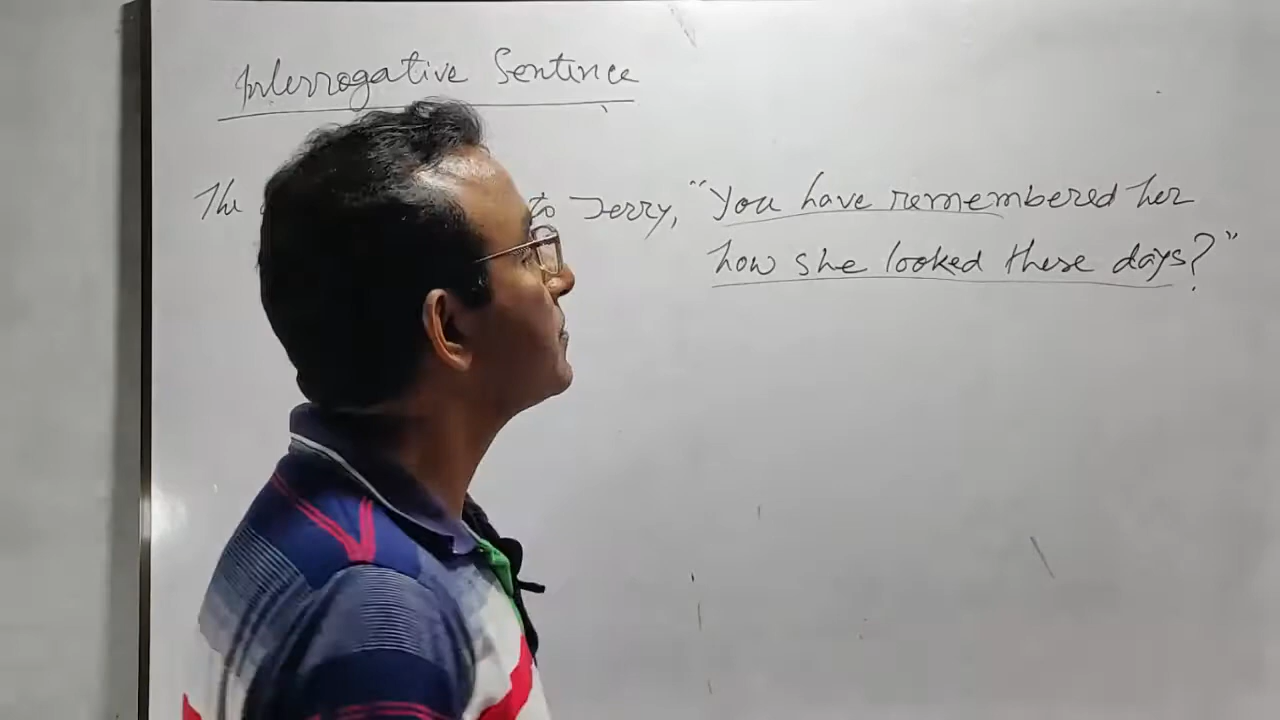 Interrogative Sentence
The to Jerry, "You have remembered her
how she looked these days?"